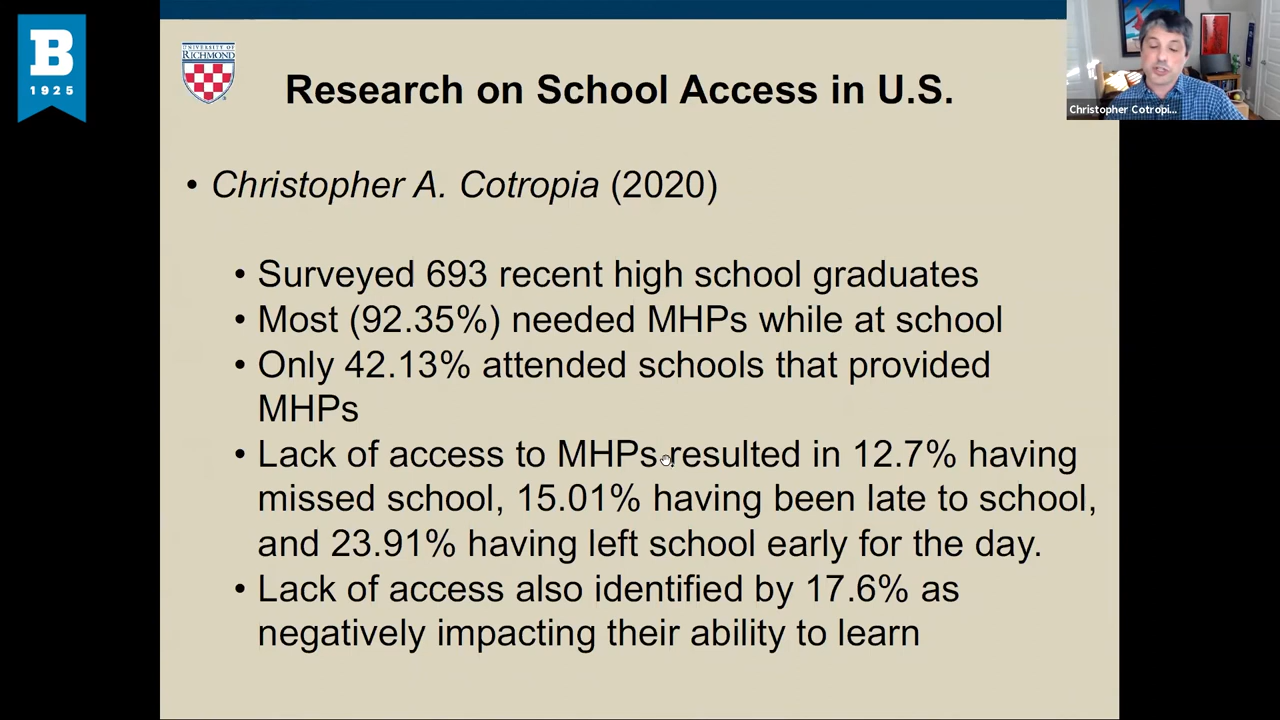 B
1925
UNIVERSITY OF
RICHMOND
Research on School Access in U.S.
Christopher Cotropi...
• Christopher A. Cotropia (2020)
• Surveyed 693 recent high school graduates
• Most (92.35%) needed MHPs while at school
• Only 42.13% attended schools that provided
MHPs
• Lack of access to MHPs resulted in 12.7% having
missed school, 15.01% having been late to school,
and 23.91% having left school early for the day.
• Lack of access also identified by 17.6% as
negatively impacting their ability to learn